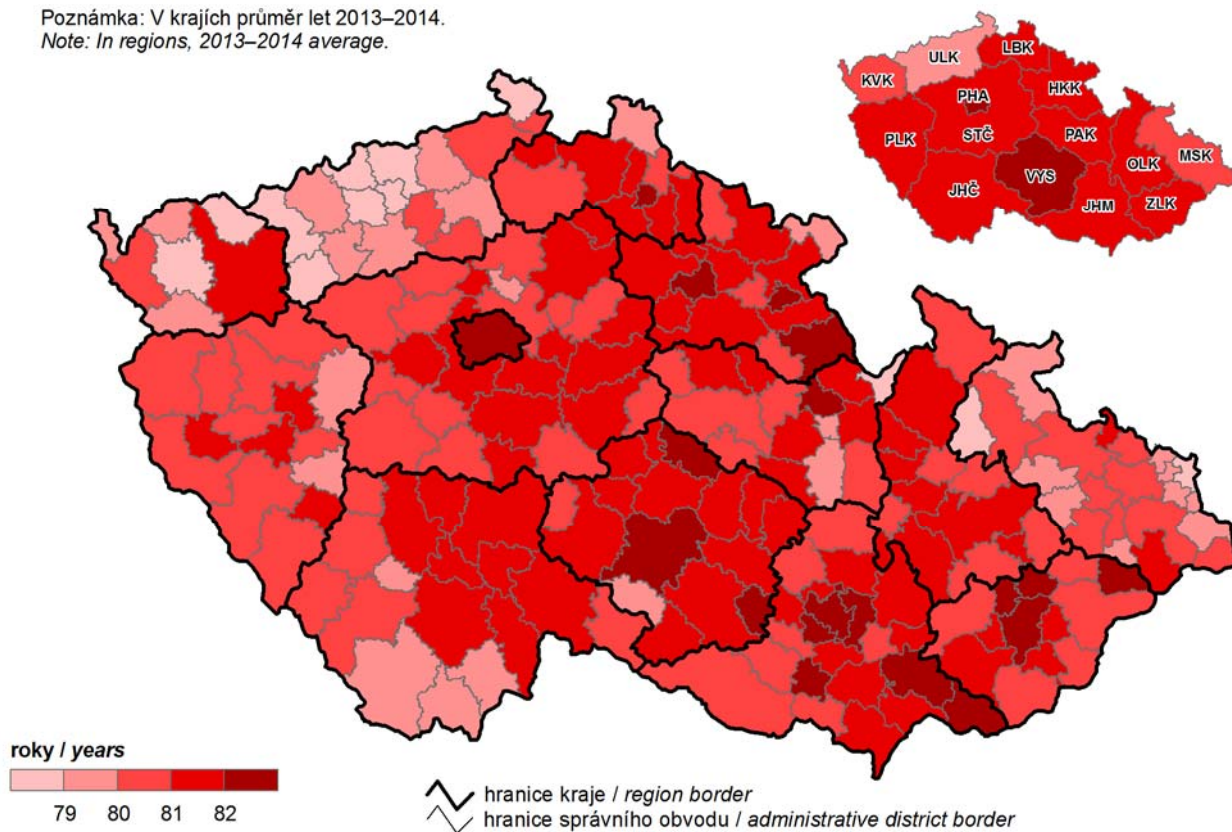 Poznámka: V krajích průměr let 2013–2014.
Note: In regions, 2013–2014 average.
KVK
ULK
LBK
HKK
PHA
STČ
PLK
PAK
OLK
MSK
JHČ
VYS
JHM
ZLK
roky / years
79 80 81 82
hranice kraje / region border
hranice správního obvodu / administrative district border